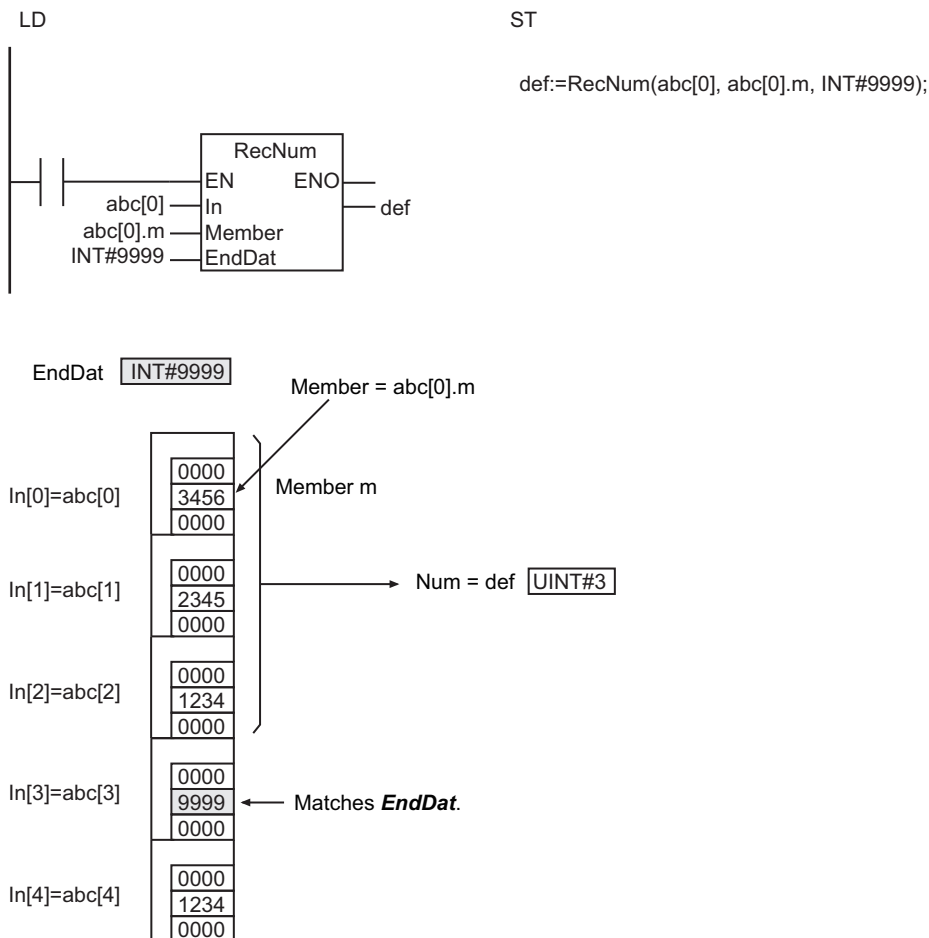 LD
ST
def:=RecNum(abc[0], abc[0].m, INT#9999);
RecNum
EN ENO
abc[0] In def
abc[0].m Member
INT#9999 EndDat
EndDat INT#9999
Member = abc[0].m
0000
In[0]=abc[0] 3456 Member m
0000
0000
In[1]=abc[1] 2345 Num = def UINT#3
0000
0000
In[2]=abc[2] 1234
0000
0000
In[3]=abc[3] 9999 Matches EndDat.
0000
0000
In[4]=abc[4] 1234
0000